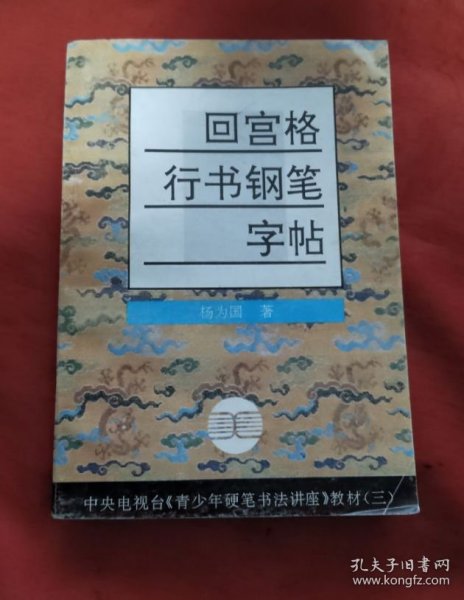 回宫格
行书钢笔
字帖
杨为国 著
中央电视台《青少年硬笔书法讲座》教材(三)
孔夫子旧书网
www.kongfz.com